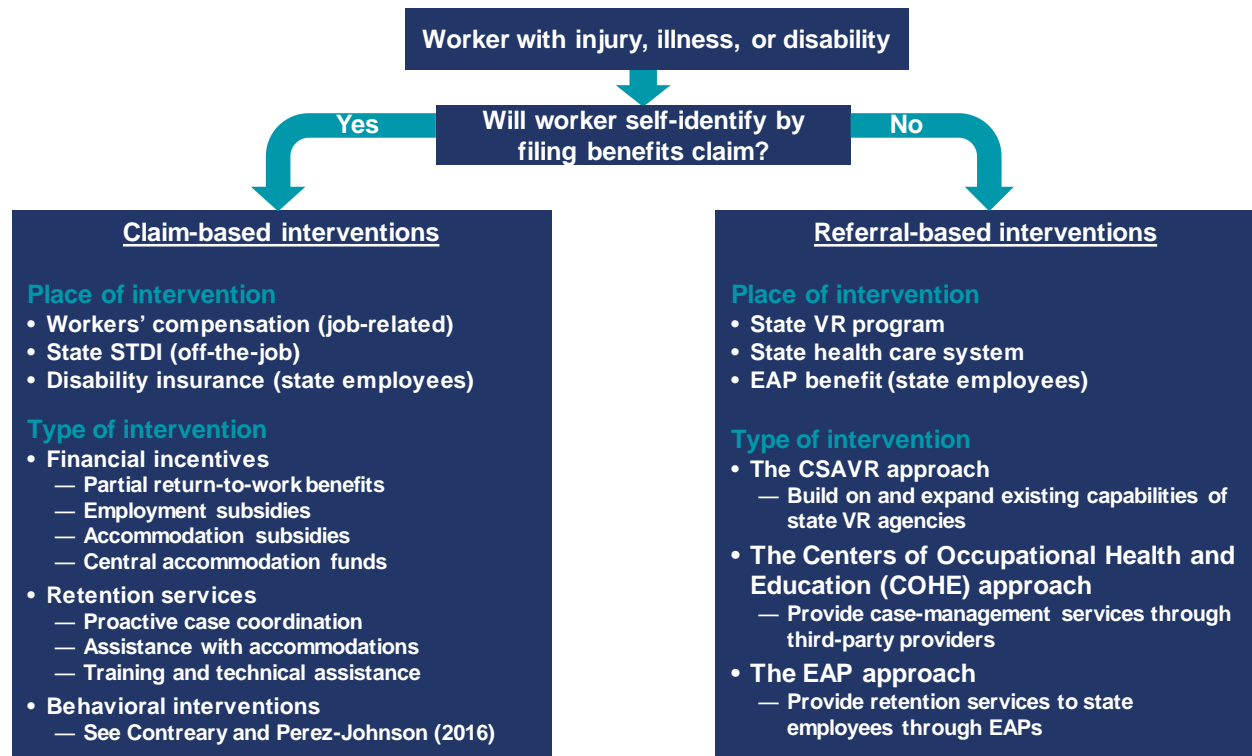 Worker with injury, illness, or disability
Will worker self-identify by
filing benefits claim?
Yes
No
Claim-based interventions
Place of intervention
• Workers' compensation (job-related)
• State STDI (off-the-job)
• Disability insurance (state employees)
Type of intervention
• Financial incentives
— Partial return-to-work benefits
— Employment subsidies
— Accommodation subsidies
— Central accommodation funds
• Retention services
— Proactive case coordination
— Assistance with accommodations
— Training and technical assistance
• Behavioral interventions
— See Contreary and Perez-Johnson (2016)
Referral-based interventions
Place of intervention
• State VR program
• State health care system
• EAP benefit (state employees)
Type of intervention
• The CSAVR approach
— Build on and expand existing capabilities of
state VR agencies
• The Centers of Occupational Health and
Education (COHE) approach
— Provide case-management services through
third-party providers
• The EAP approach
— Provide retention services to state
employees through EAPs